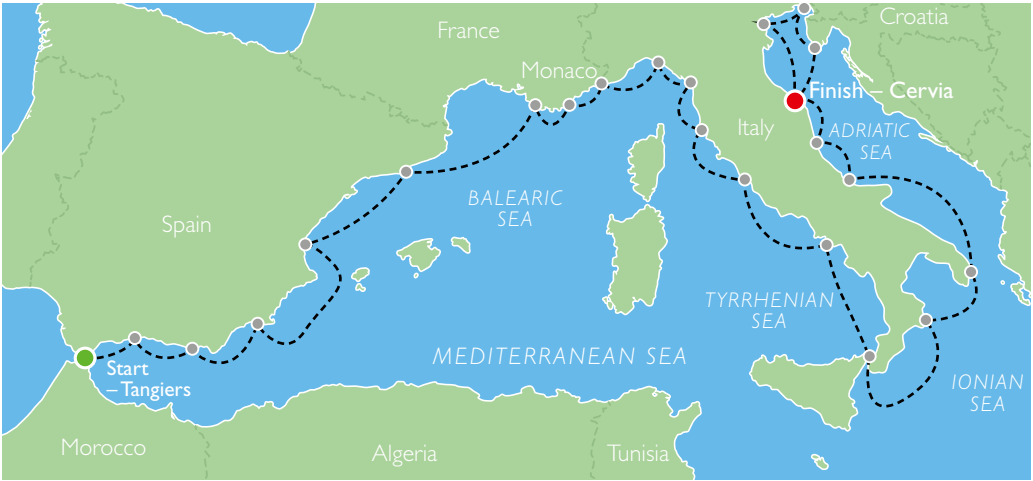 France
Croatia
Monaco
Finish – Cervia
Italy
ADRIATIC
SEA
BALEARIC
SEA
Spain
TYRRHENIAN
SEA
MEDITERRANEAN SEA
Start
– Tangiers
IONIAN
SEA
Morocco
Algeria
Tunisia